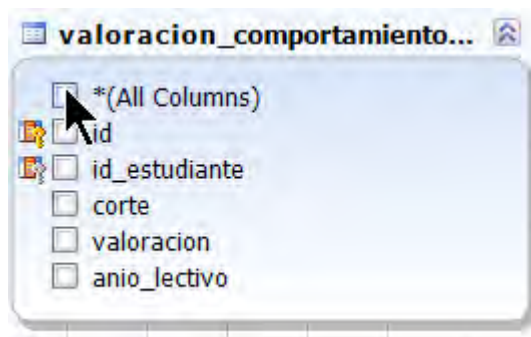 valoracion_comportamiento...
*(All Columns)
id
id_estudiante
corte
valoracion
anio_lectivo